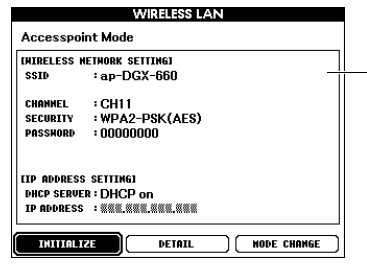 WIRELESS LAN
Accesspoint Mode
[WIRELESS NETWORK SETTING]
SSID : ap-DGX-660
CHANNEL : CH11
SECURITY : WPA2-PSK(AES)
PASSWORD : 00000000
[IP ADDRESS SETTING]
DHCP SERVER : DHCP on
IP ADDRESS :
INITIALIZE DETAIL MODE CHANGE